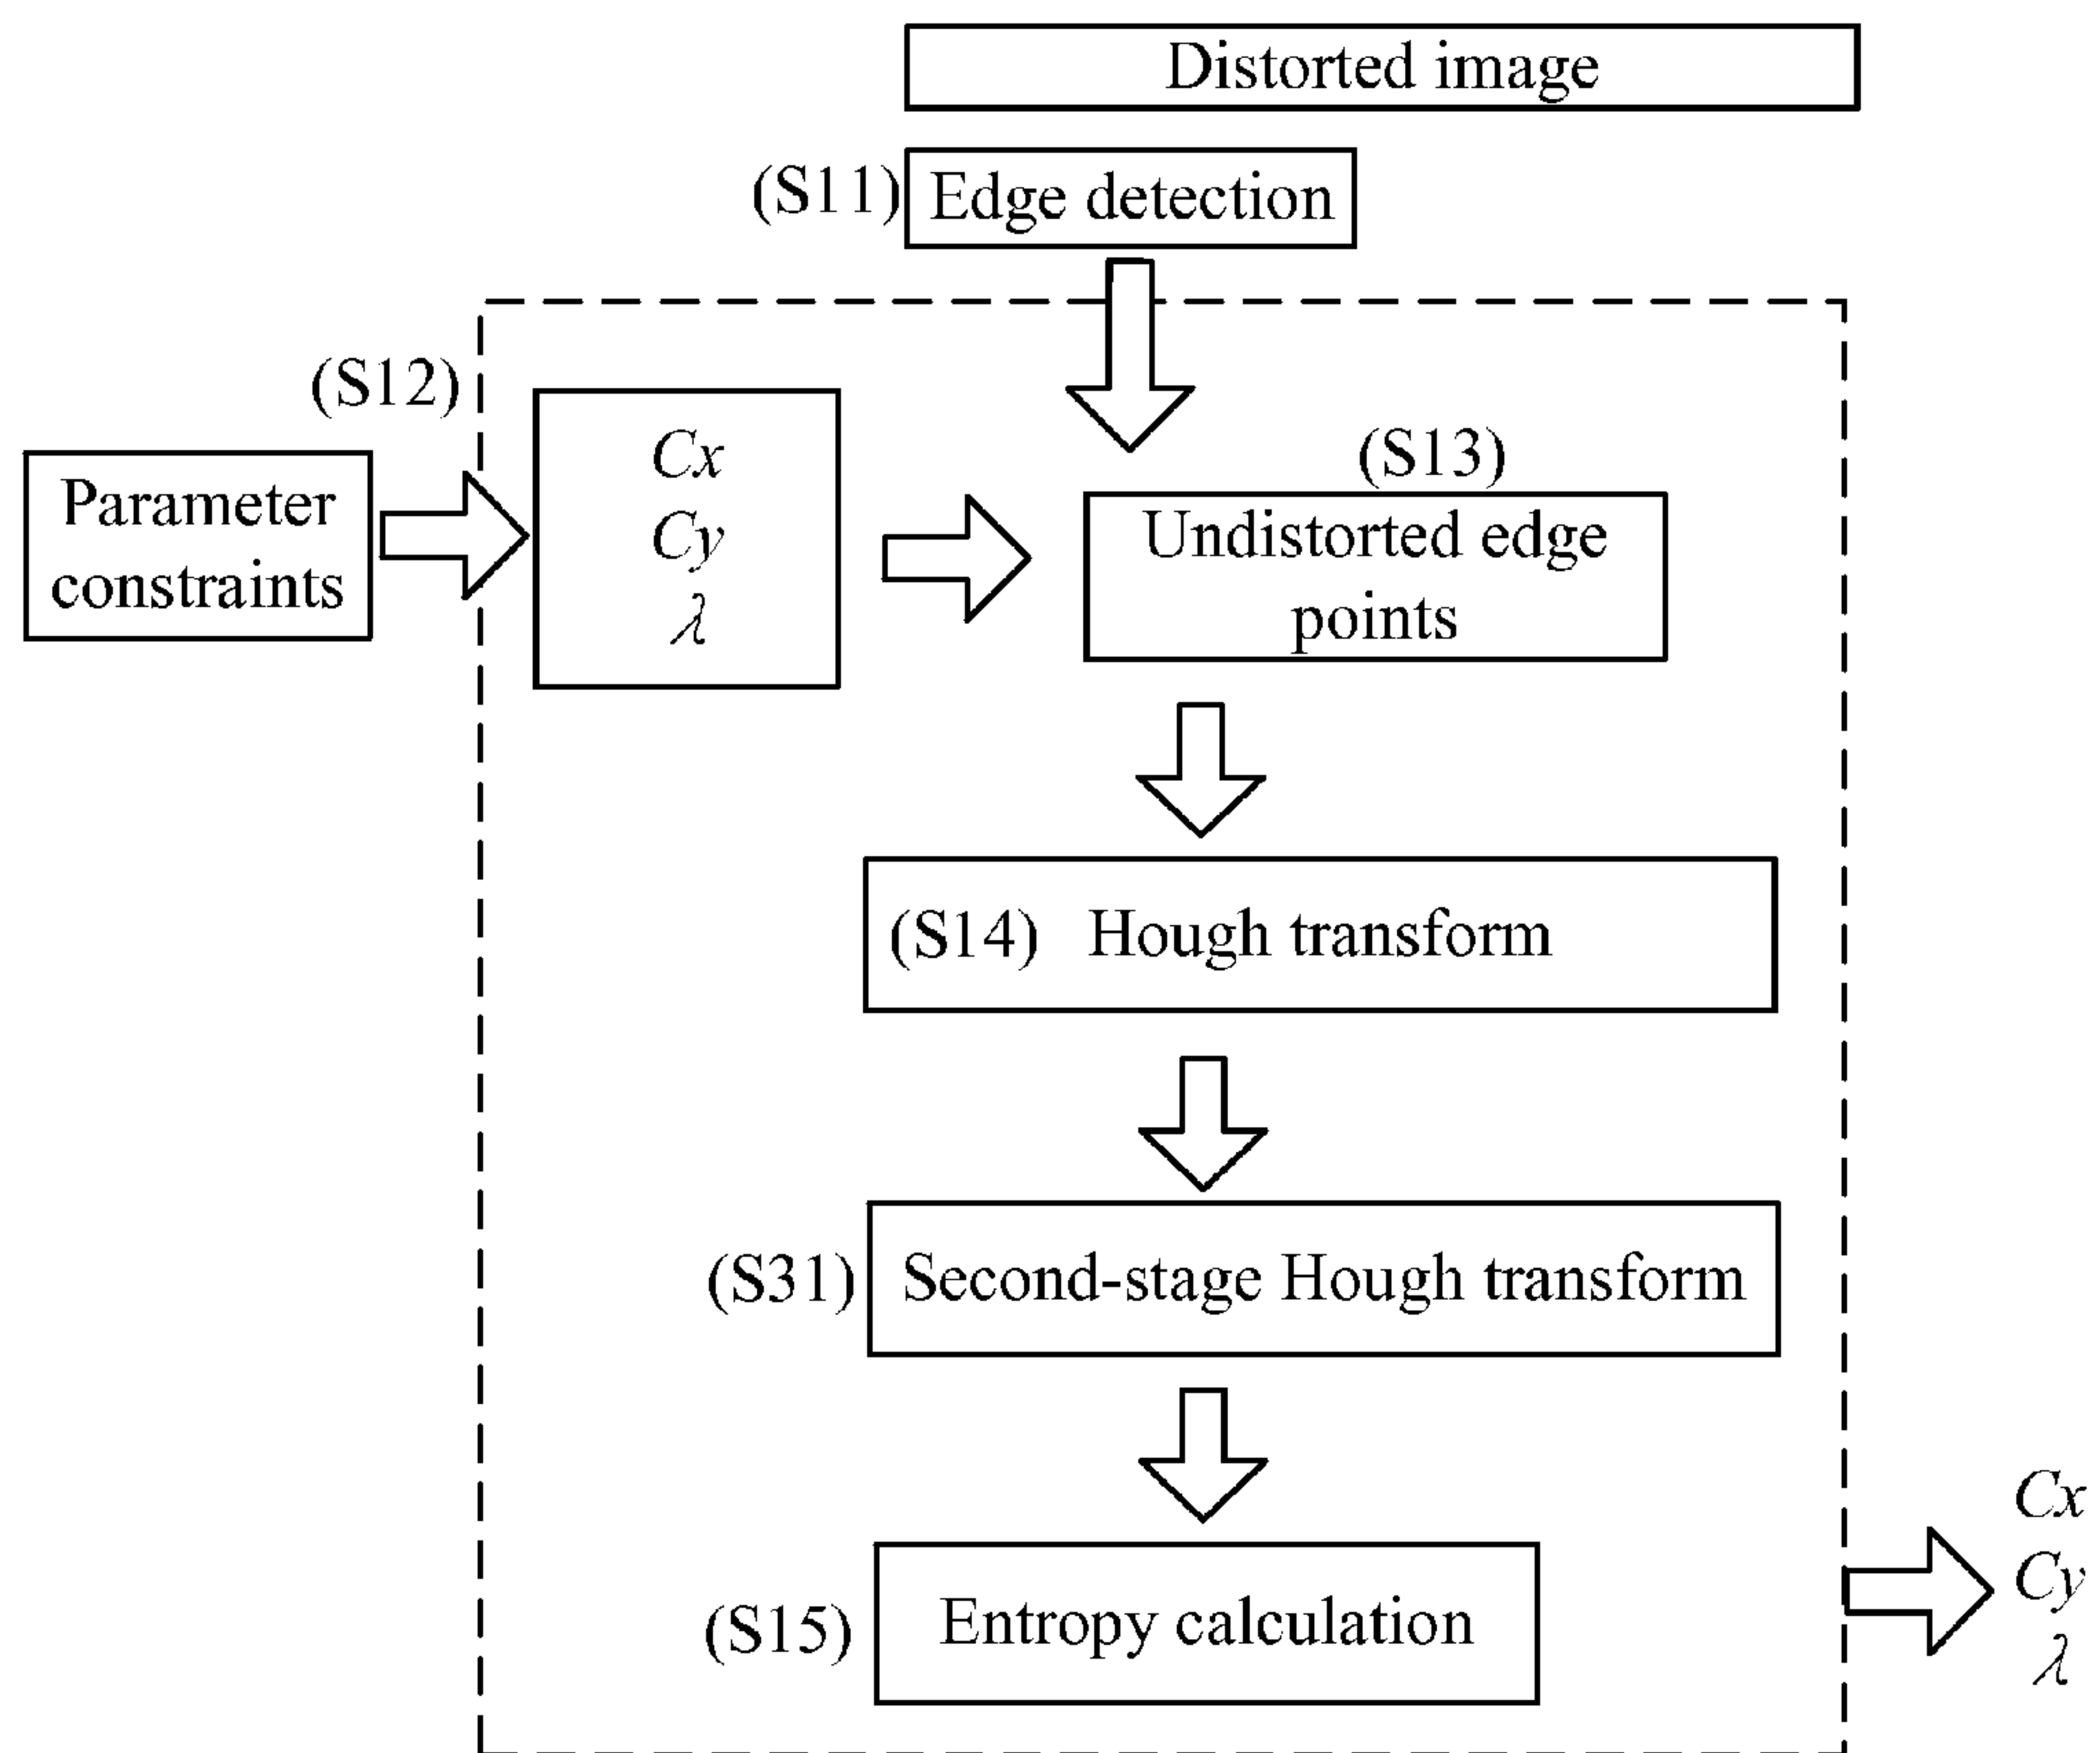 Distorted image
(S11) Edge detection
(S12)
Parameter
constraints
Cx
Cy
λ
(S13)
Undistorted edge
points
(S14) Hough transform
(S31) Second-stage Hough transform
(S15) Entropy calculation
Cx
Cy
λ